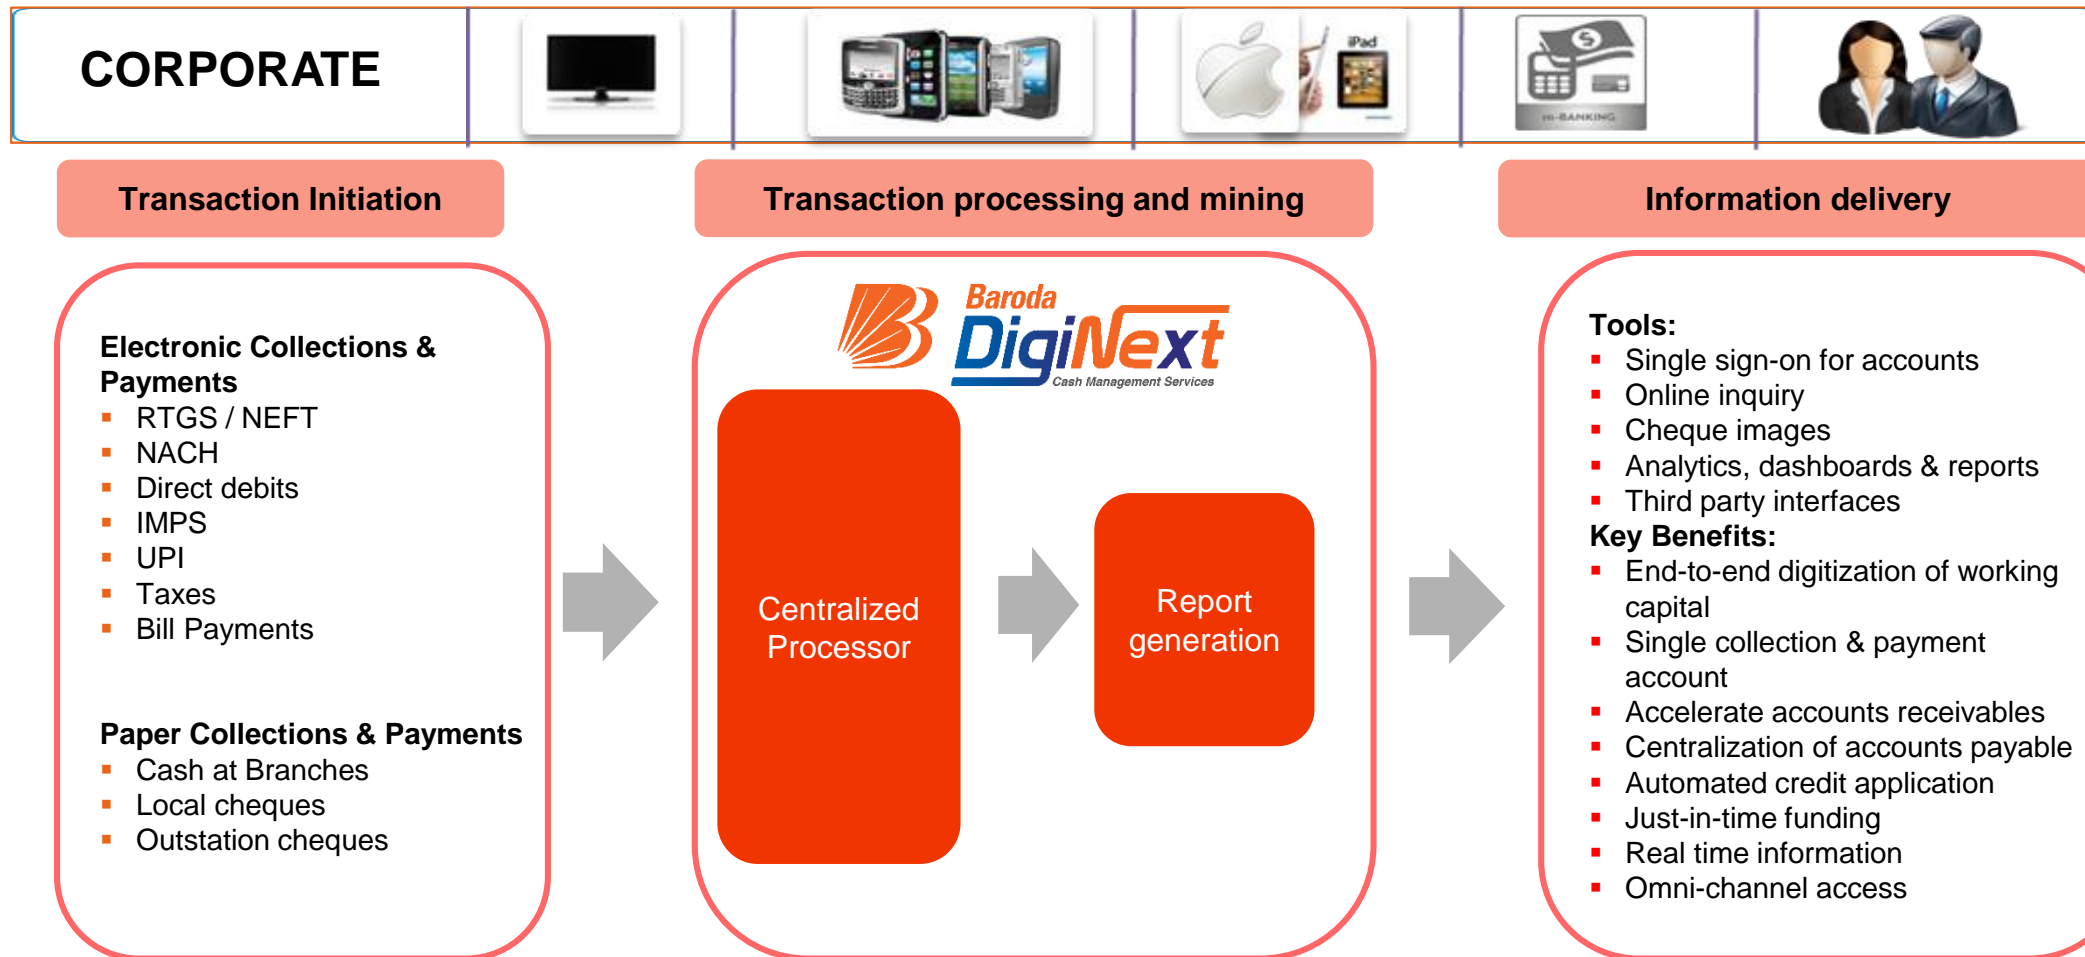 CORPORATE
iPad
HI-BANKING
Transaction Initiation
Transaction processing and mining
Information delivery
Electronic Collections &
Payments
RTGS / NEFT
NACH
Direct debits
IMPS
UPI
Taxes
Bill Payments
Paper Collections & Payments
Cash at Branches
Local cheques
Outstation cheques
Baroda
DigiNext
Cash Management Services
Centralized
Processor
Report
generation
Tools:
Single sign-on for accounts
Online inquiry
Cheque images
Analytics, dashboards & reports
Third party interfaces
Key Benefits:
End-to-end digitization of working
capital
Single collection & payment
account
Accelerate accounts receivables
Centralization of accounts payable
Automated credit application
Just-in-time funding
Real time information
Omni-channel access